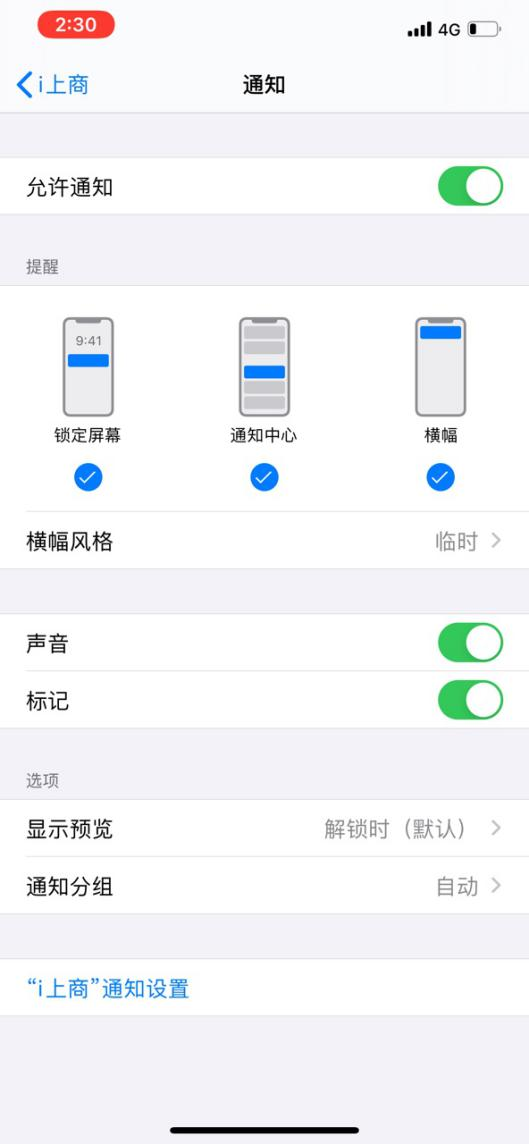 2:30
4G
i上商
通知
允许通知
提醒
9:41
锁定屏幕
通知中心
横幅
横幅风格
临时
声音
标记
选项
显示预览
解锁时（默认）
通知分组
自动
“i上商”通知设置